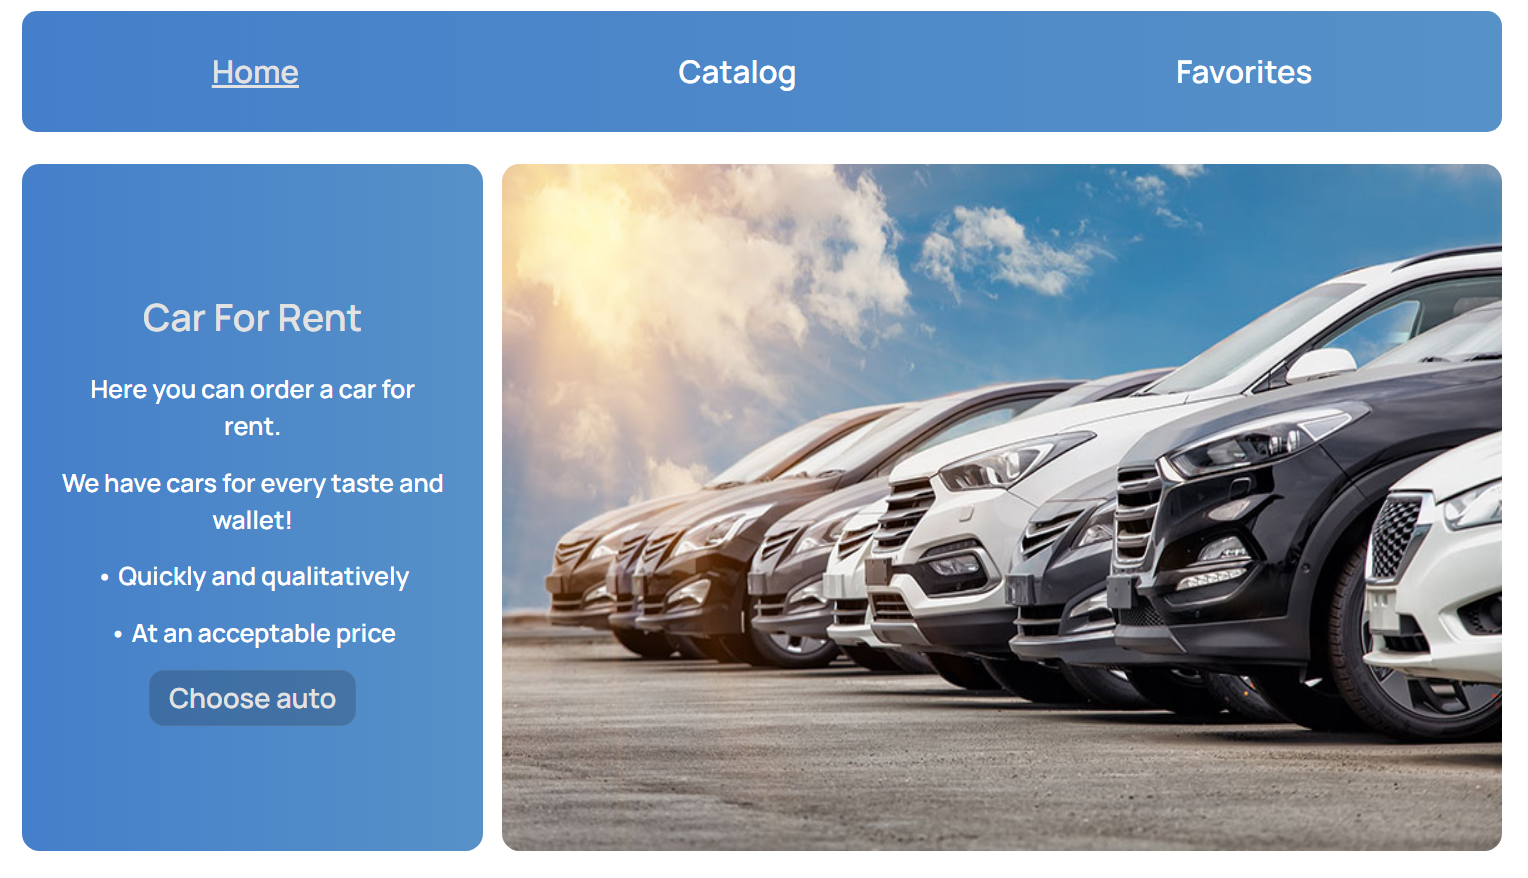 Home
Catalog
Favorites
Car For Rent
Here you can order a car for
rent.
We have cars for every taste and
wallet!
• Quickly and qualitatively
• At an acceptable price
Choose auto